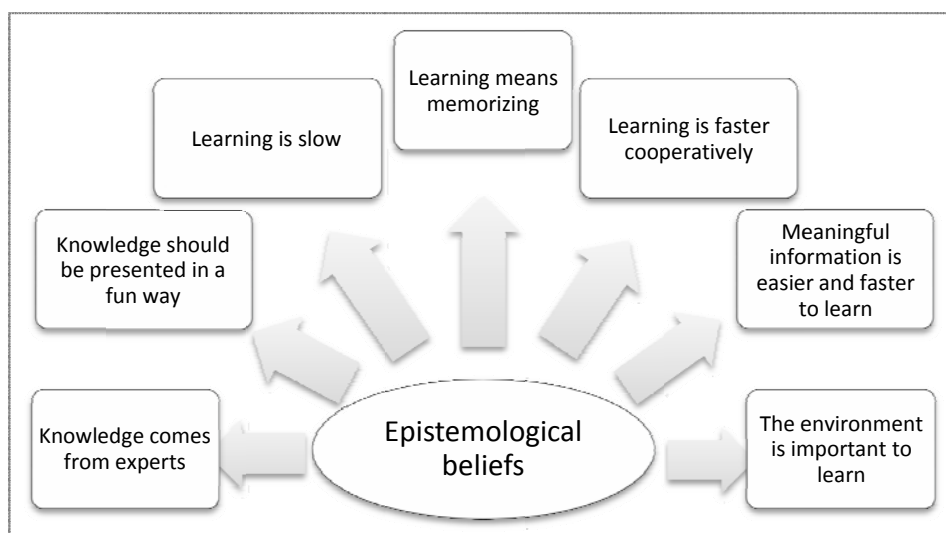 Learning means
memorizing
Learning is slow
Learning is faster
cooperatively
Knowledge should
be presented in a
fun way
Meaningful
information is
easier and faster
to learn
Knowledge comes
from experts
Epistemological
beliefs
The environment
is important to
learn